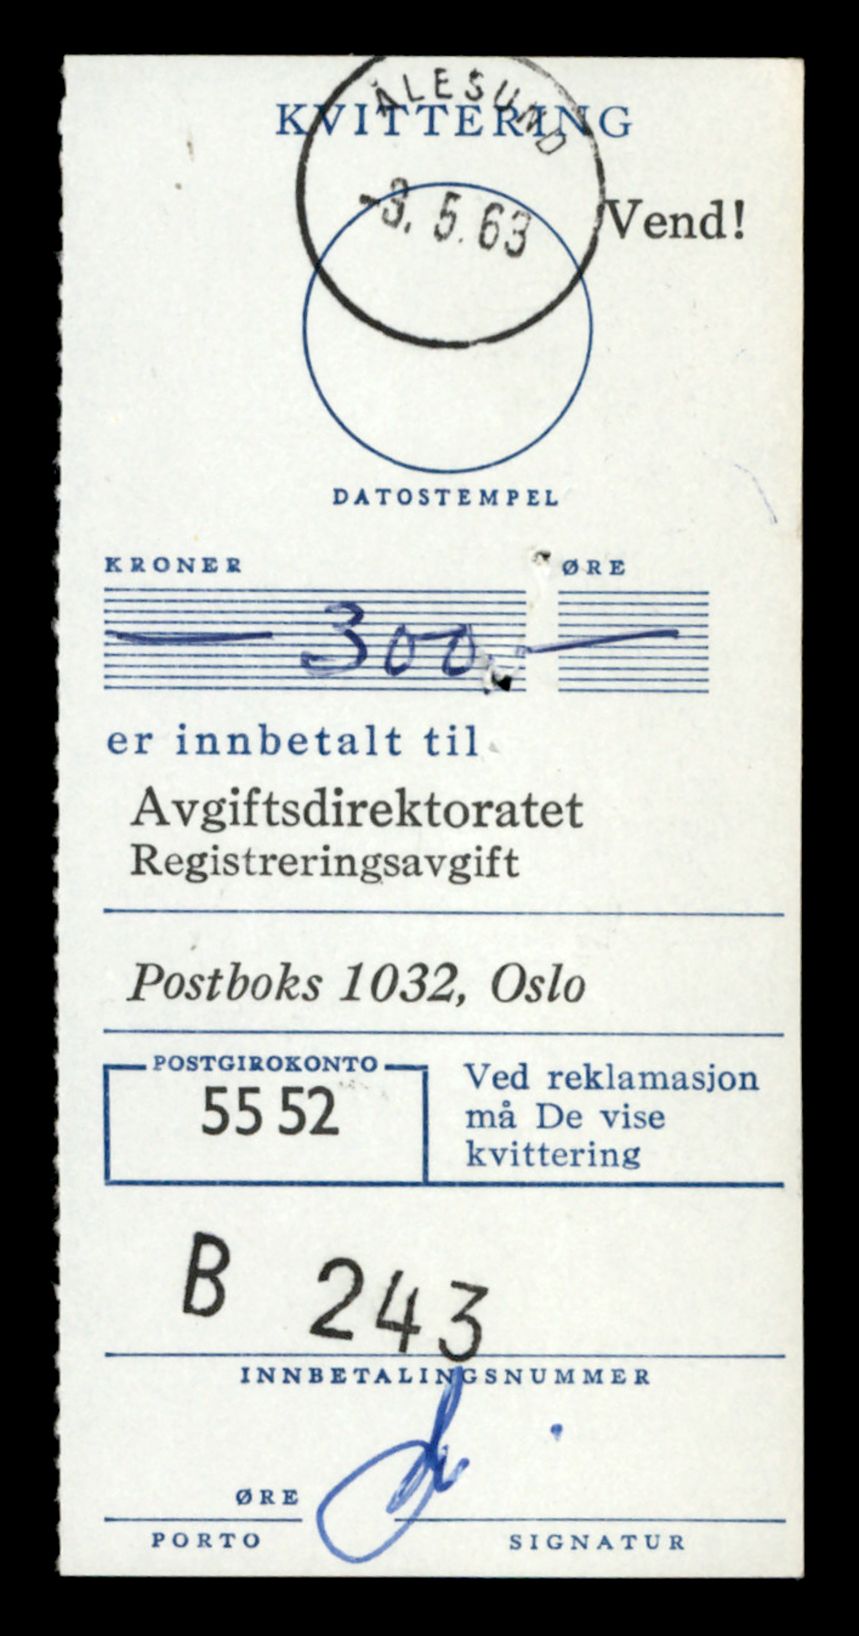 ÅLESUND
KVITTERING
-3. 5. 63
Vend!
DATOSTEMPEL
KRONER ØRE
— 300,—
er innbetalt til
Avgiftsdirektoratet
Registreringsavgift
Postboks 1032, Oslo
POSTGIROKONTO
55 52
Ved reklamasjon
må De vise
kvittering
B 243
INNBETALINGSNUMMER
ØRE
PORTO SIGNATUR